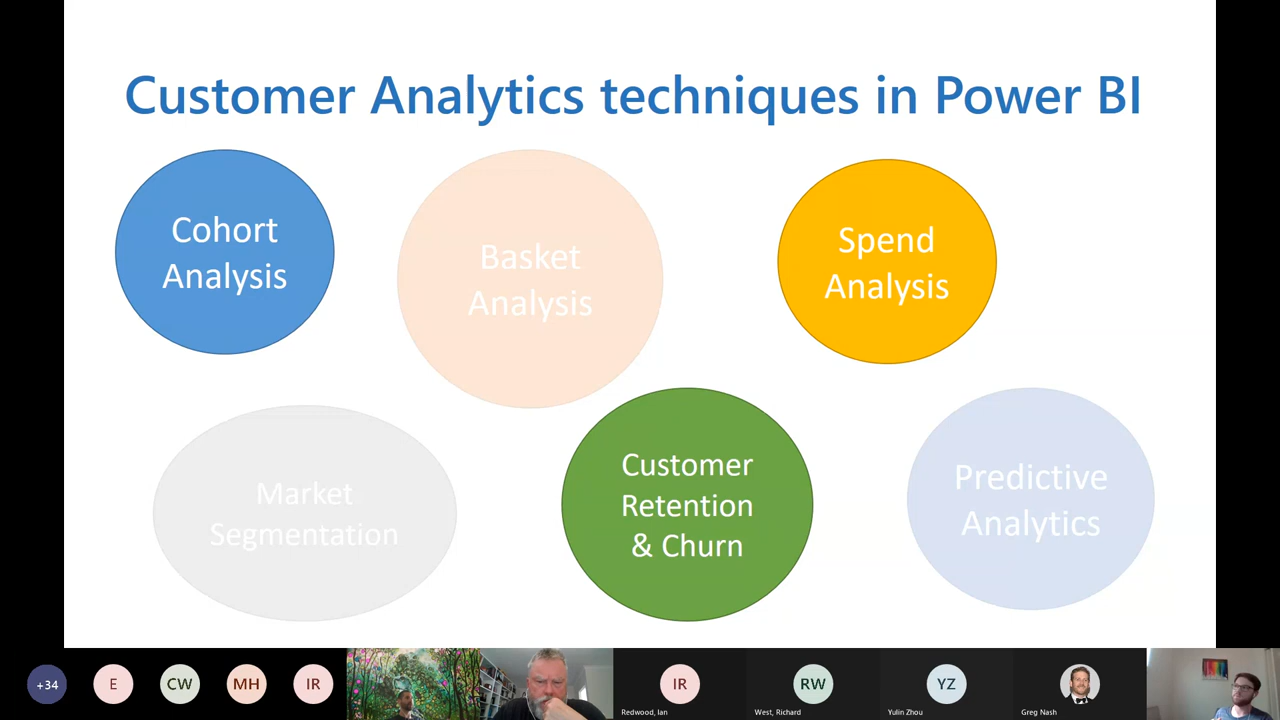 Customer Analytics techniques in Power BI
Cohort
Analysis
Basket
Analysis
Spend
Analysis
Market
Segmentation
Customer
Retention
& Churn
Predictive
Analytics
+34
E
CW
MH
IR
IR
Redwood, Ian
RW
West, Richard
YZ
Yulin Zhou
Greg Nash